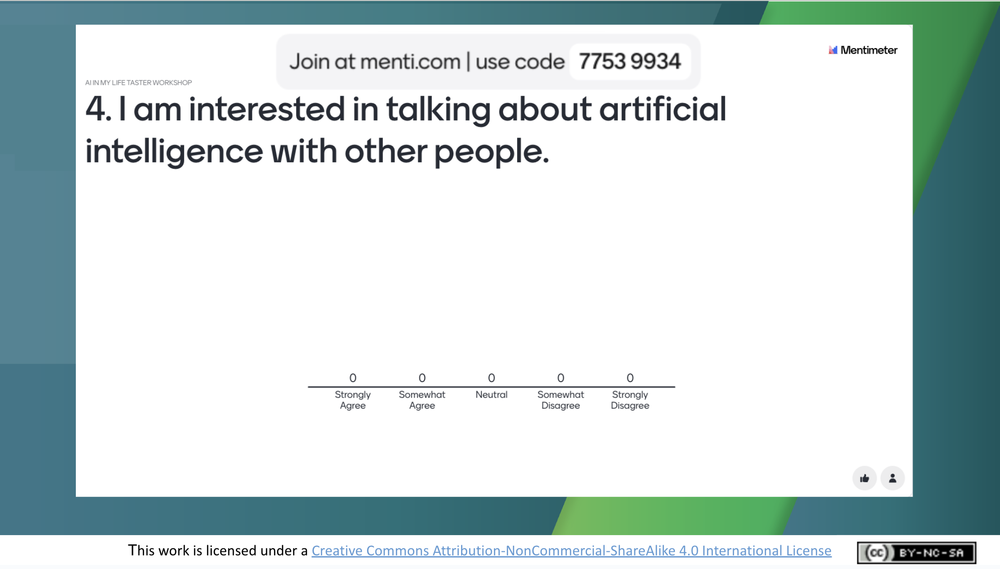 Join at menti.com | use code 7753 9934
Mentimeter
AI IN MY LIFE TASTER WORKSHOP
4. I am interested in talking about artificial
intelligence with other people.
0 0 0 0 0
Strongly Somewhat Neutral Somewhat Strongly
Agree Agree Disagree Disagree
This work is licensed under a Creative Commons Attribution-NonCommercial-ShareAlike 4.0 International License
cc BY-NC-SA